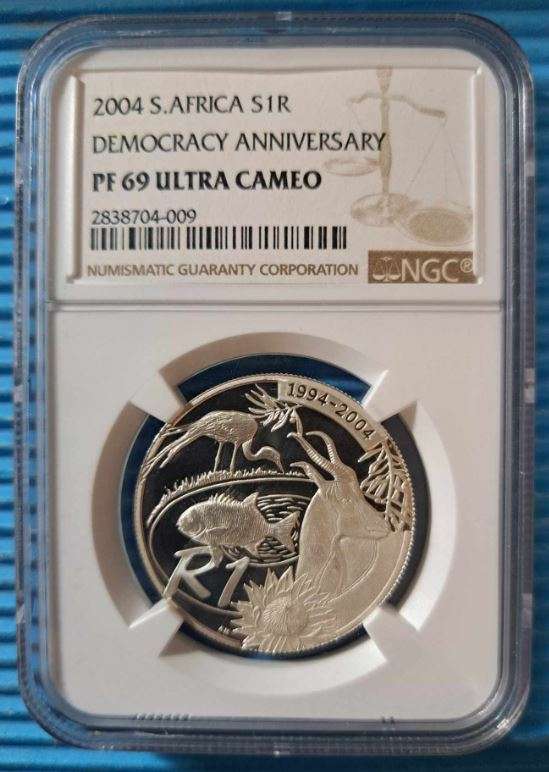 2004 S.AFRICA S1R
DEMOCRACY ANNIVERSARY
PF 69 ULTRA CAMEO
2838704-009
NUMISMATIC GUARANTY CORPORATION
NGC®
1994-2004
R1